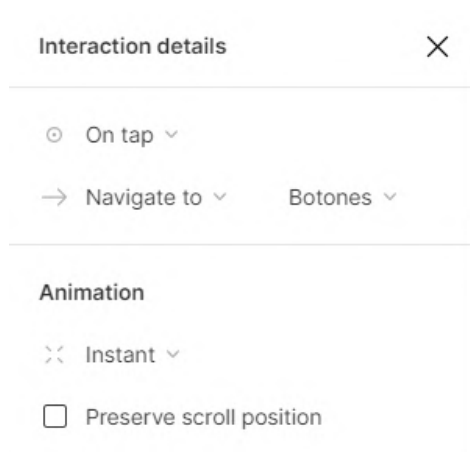 Interaction details
On tap
Navigate to Botones
Animation
Instant
Preserve scroll position